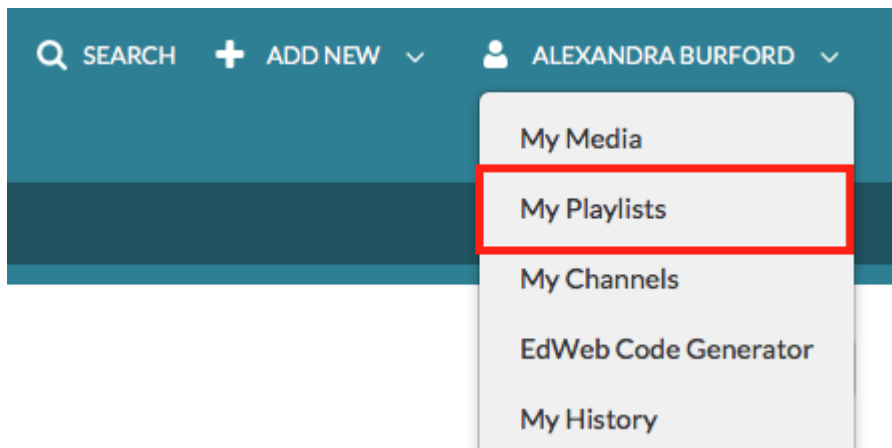 SEARCH ADD NEW ALEXANDRA BURFORD
My Media
My Playlists
My Channels
EdWeb Code Generator
My History